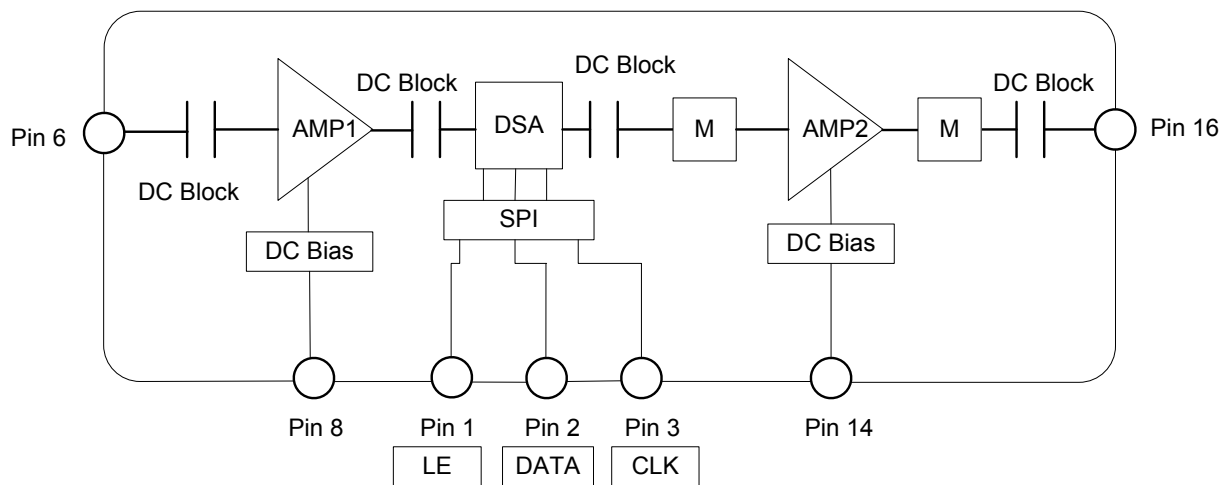 DC Block
DC Block
DC Block
AMP1
DSA
M
AMP2
M
Pin 6
Pin 16
DC Block
SPI
DC Bias
DC Bias
Pin 8
Pin 1
Pin 2
Pin 3
Pin 14
LE
DATA
CLK